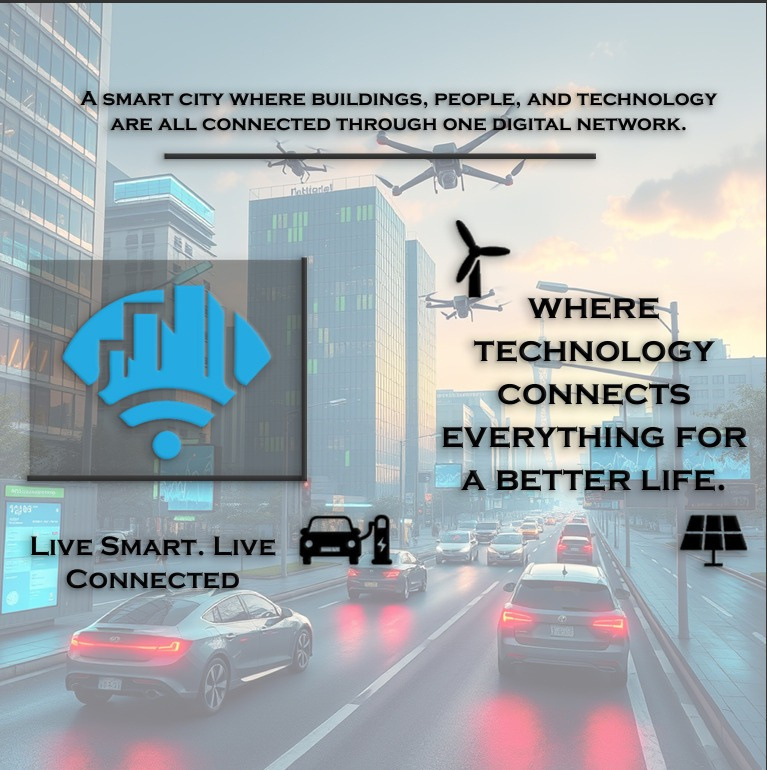 A SMART CITY WHERE BUILDINGS, PEOPLE, AND TECHNOLOGY
ARE ALL CONNECTED THROUGH ONE DIGITAL NETWORK.
WHERE
TECHNOLOGY
CONNECTS
EVERYTHING FOR
A BETTER LIFE.
LIVE SMART. LIVE
CONNECTED